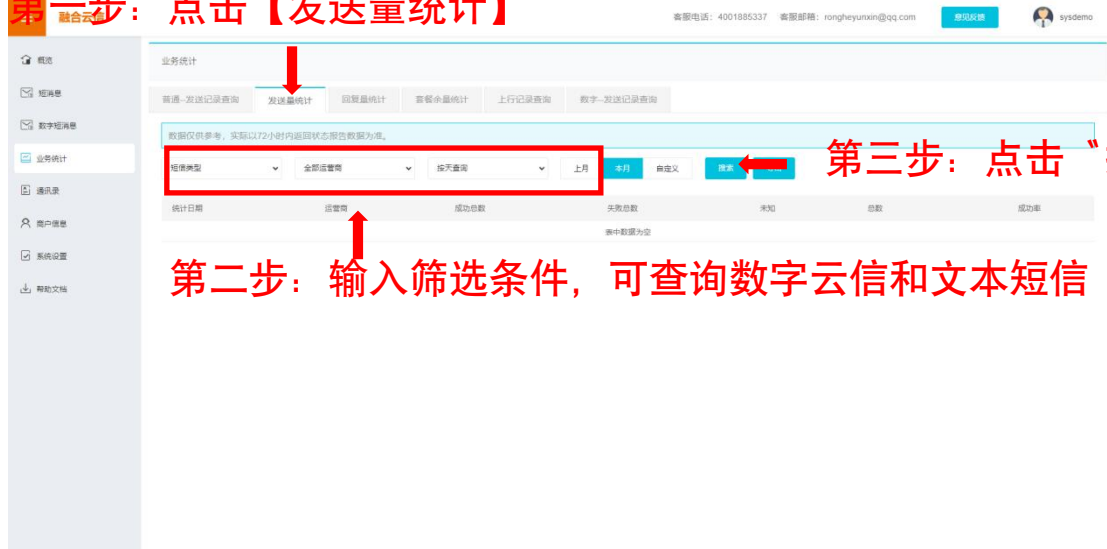 第一步：点击【发送量统计】
融合云信
客服电话：4001885337 客服邮箱：rongheyunxin@qq.com 意见反馈 sysdemo
概览
短消息
数字短消息
业务统计
通讯录
商户信息
系统设置
帮助文档
业务统计
普通--发送记录查询 发送量统计 回复量统计 套餐余量统计 上行记录查询 数字--发送记录查询
数据仅供参考，实际以72小时内返回状态报告数据为准。
短信类型 全部运营商 按天查询 上月 本月 自定义 搜索
第三步：点击“
统计日期 运营商 成功总数 失败总数 未知 总数 成功率
表中数据为空
第二步：输入筛选条件，可查询数字云信和文本短信